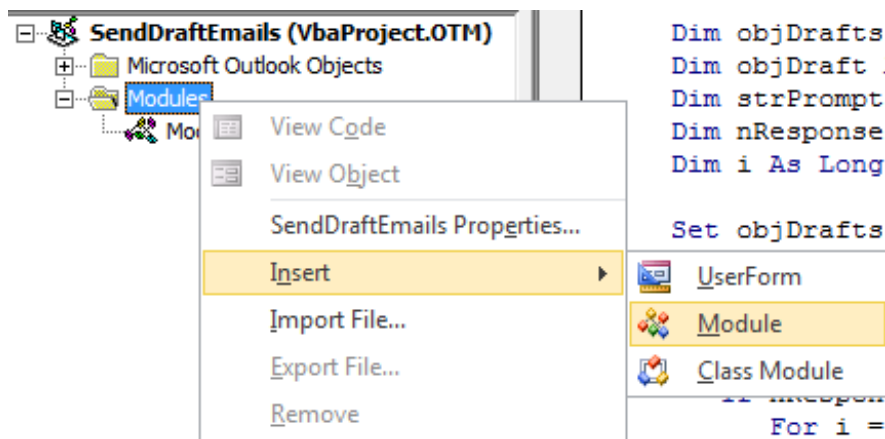 SendDraftEmails (VbaProject.OTM)
Microsoft Outlook Objects
Modules
View Code
View Object
SendDraftEmails Properties...
Insert
Import File...
Export File...
Remove
UserForm
Module
Class Module
Dim objDrafts
Dim objDraft
Dim strPrompt
Dim nResponse
Dim i As Long
Set objDrafts
For i =